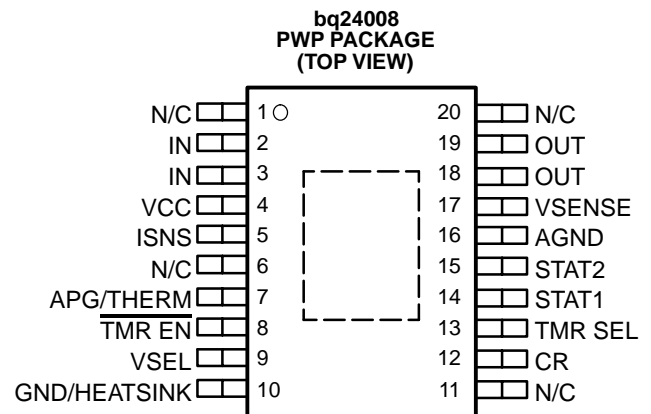 bq24008
PWP PACKAGE
(TOP VIEW)
N/C 1 20 N/C
IN 2 19 OUT
IN 3 18 OUT
VCC 4 17 VSENSE
ISNS 5 16 AGND
N/C 6 15 STAT2
APG/THERM 7 14 STAT1
TMR EN 8 13 TMR SEL
VSEL 9 12 CR
GND/HEATSINK 10 11 N/C